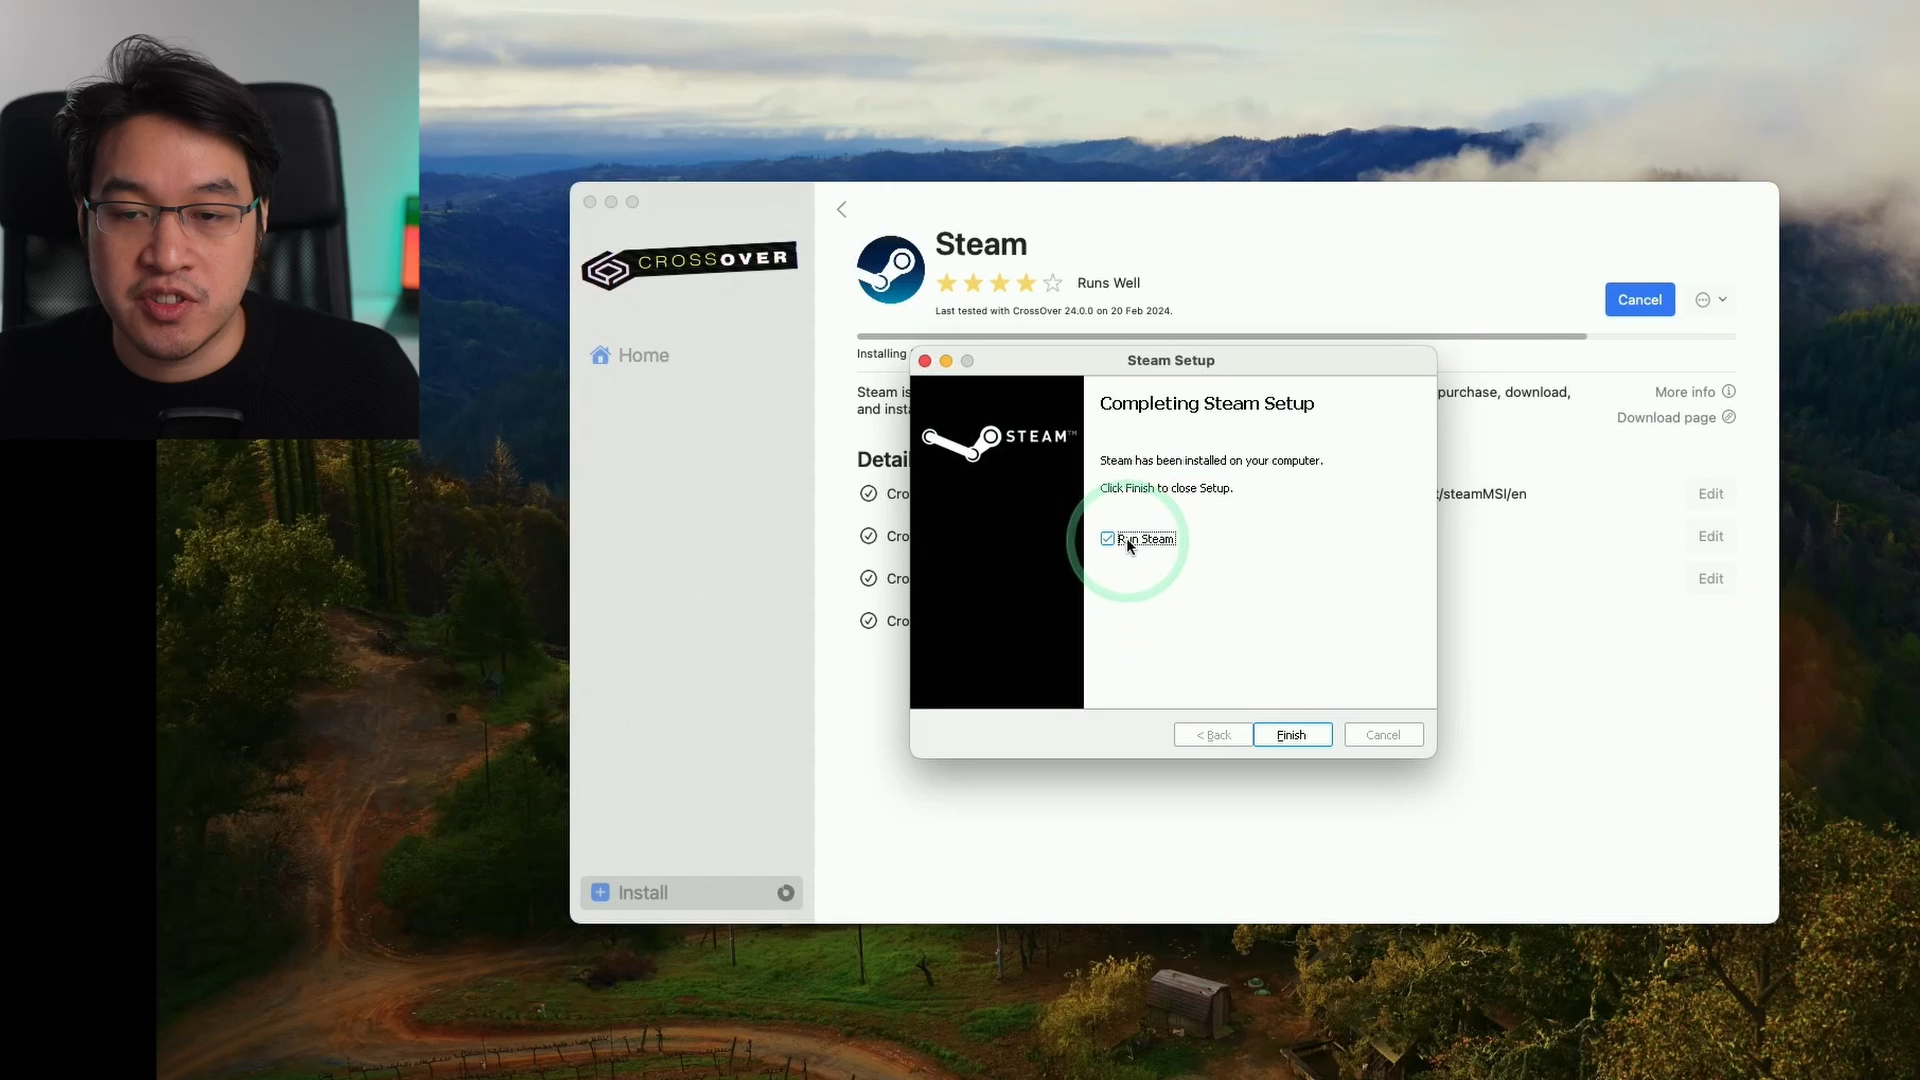 CROSSOVER
Home
Install
Steam
Runs Well
Last tested with CrossOver 24.0.0 on 20 Feb 2024.
Cancel
Installing
Steam is
purchase, download,
and insta
More info
Download page
Detail
Cro
/steamMSI/en
Edit
Cro
Edit
Cro
Edit
Cro
Steam Setup
STEAM™
Completing Steam Setup
Steam has been installed on your computer.
Click Finish to close Setup.
Run Steam
< Back
Finish
Cancel